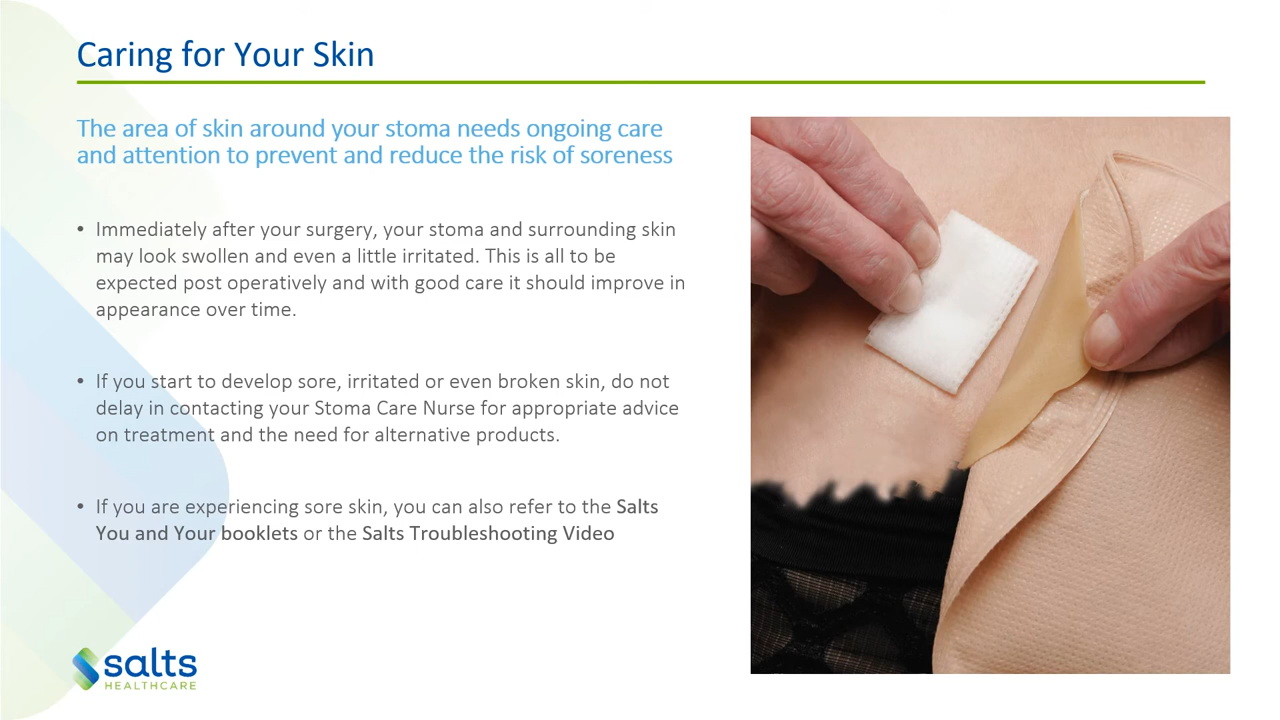 Caring for Your Skin
The area of skin around your stoma needs ongoing care
and attention to prevent and reduce the risk of soreness
• Immediately after your surgery, your stoma and surrounding skin
may look swollen and even a little irritated. This is all to be
expected post operatively and with good care it should improve in
appearance over time.
• If you start to develop sore, irritated or even broken skin, do not
delay in contacting your Stoma Care Nurse for appropriate advice
on treatment and the need for alternative products.
• If you are experiencing sore skin, you can also refer to the Salts
You and Your booklets or the Salts Troubleshooting Video
salts
HEALTHCARE